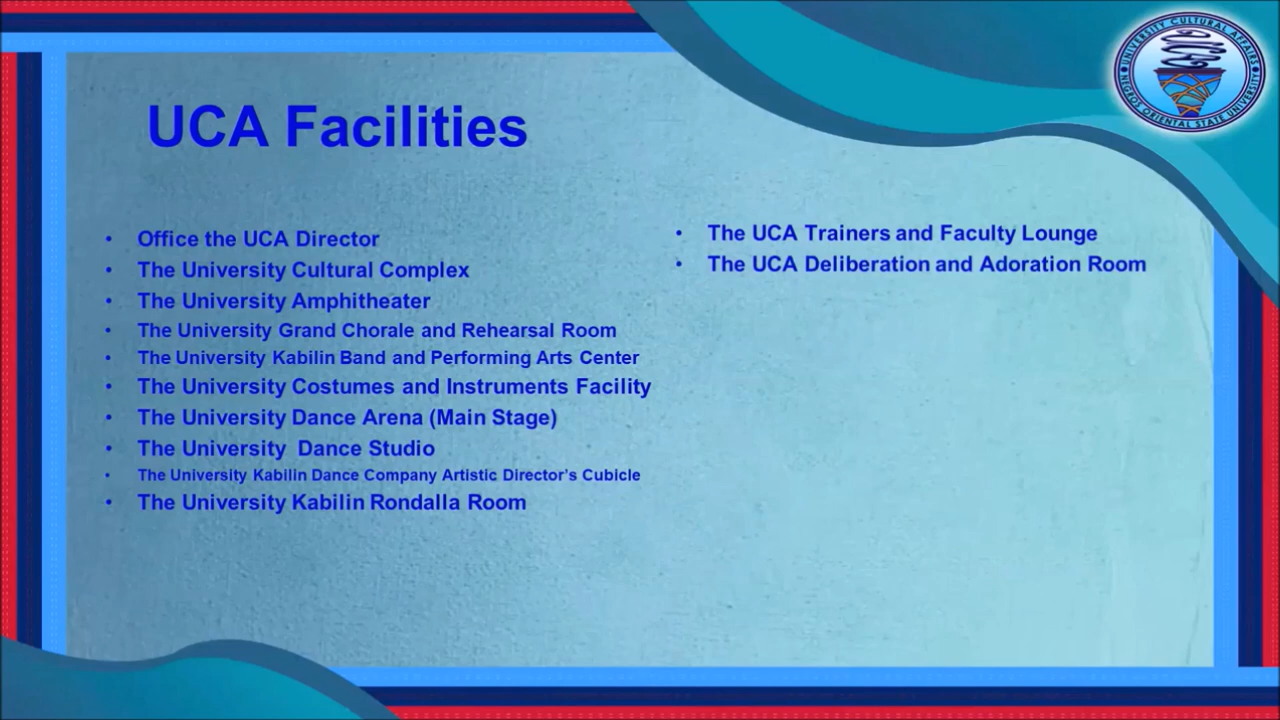 UCA Facilities
• Office the UCA Director
• The University Cultural Complex
• The University Amphitheater
• The University Grand Chorale and Rehearsal Room
• The University Kabilin Band and Performing Arts Center
• The University Costumes and Instruments Facility
• The University Dance Arena (Main Stage)
• The University  Dance Studio
• The University Kabilin Dance Company Artistic Director’s Cubicle
• The University Kabilin Rondalla Room
• The UCA Trainers and Faculty Lounge
• The UCA Deliberation and Adoration Room
UNIVERSITY CULTURAL AFFAIRS
NEGROS ORIENTAL STATE UNIVERSITY